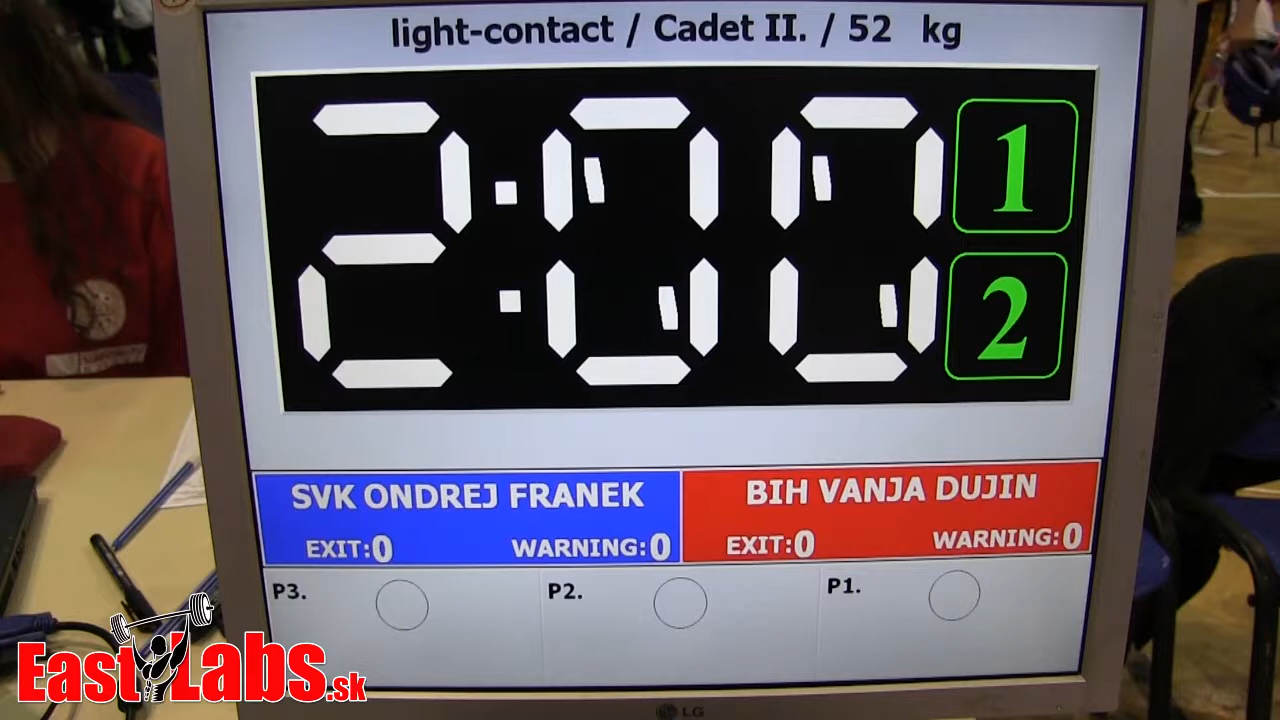 light-contact / Cadet II. / 52 kg
2:00
1
2
SVK ONDREJ FRANEK
EXIT:0 WARNING:0
BIH VANJA DUJIN
EXIT:0 WARNING:0
P3. P2. P1.
EastLabs.sk
LG